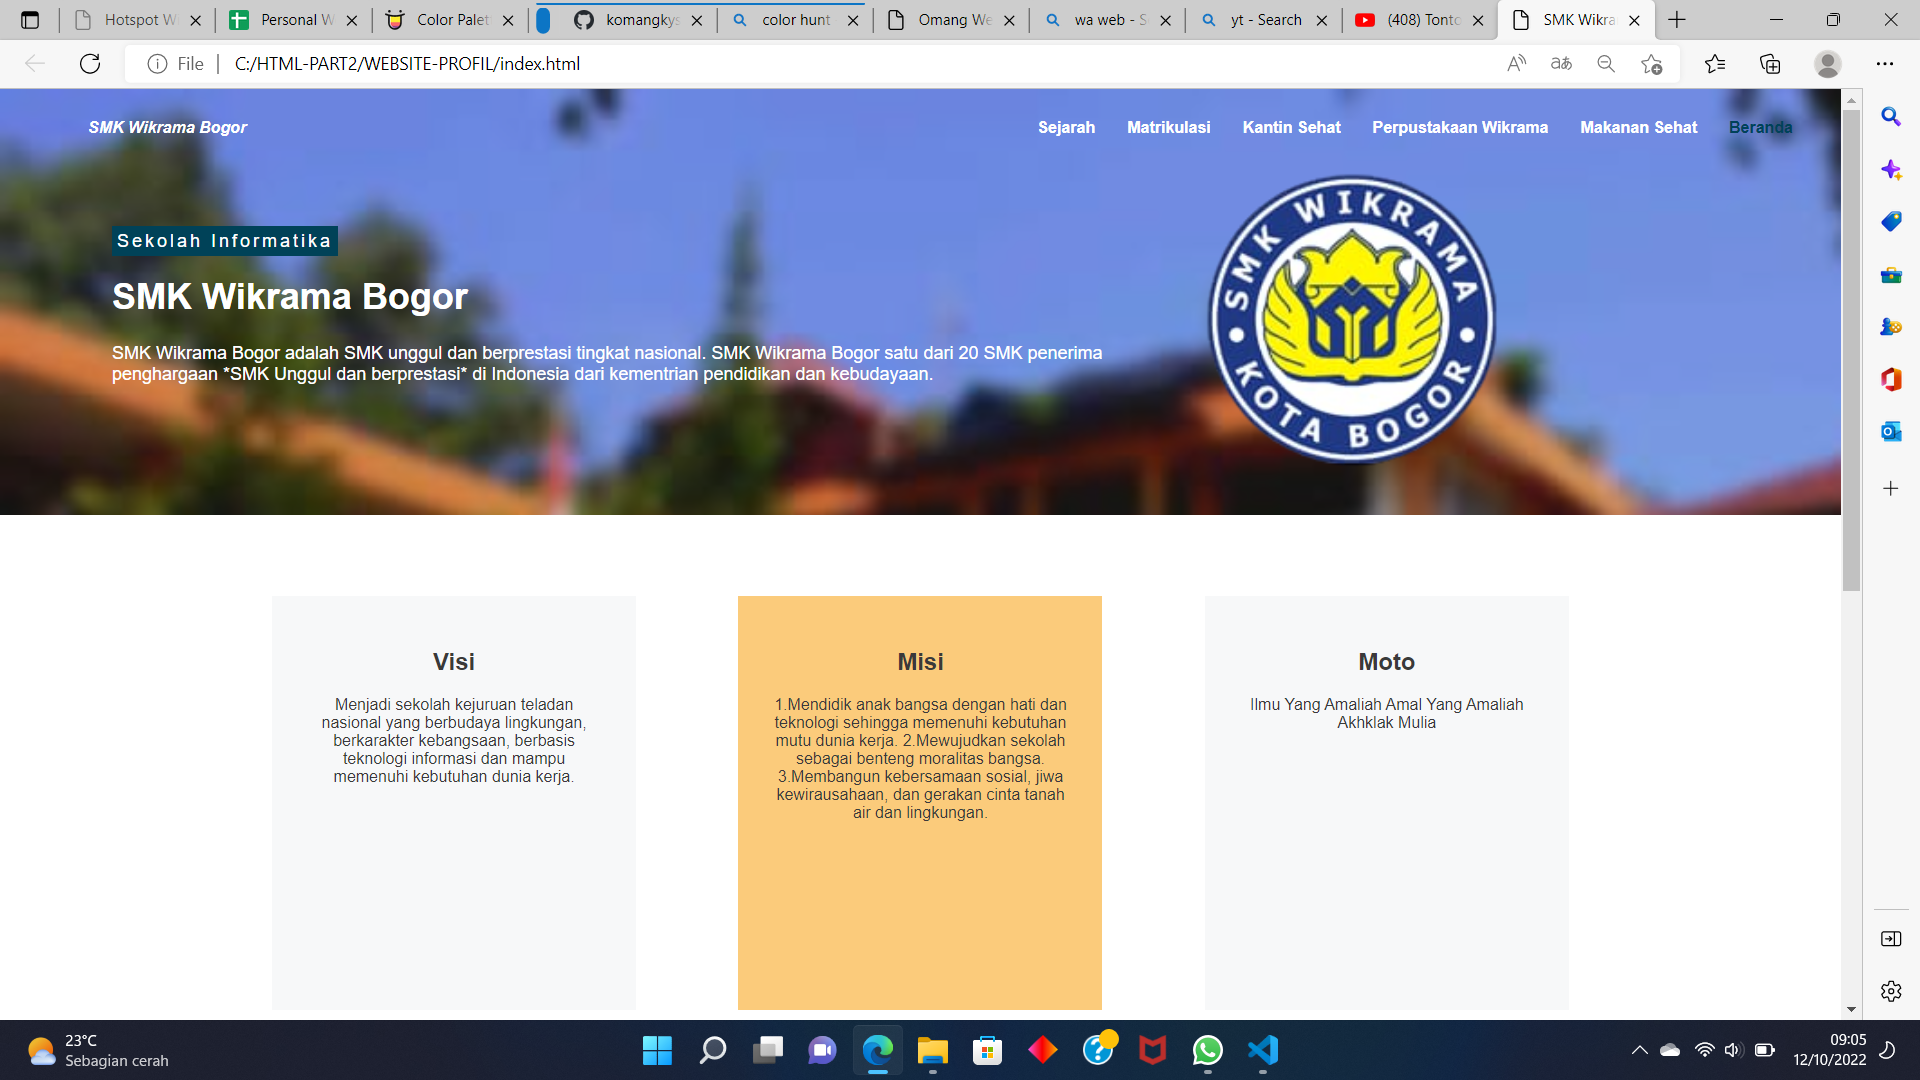 Hotspot W
Personal W
Color Palet
komangkys
color hunt
Omang We
wa web - S
yt - Search
(408) Tonto
SMK Wikra
File
C:/HTML-PART2/WEBSITE-PROFIL/index.html
SMK Wikrama Bogor
Sejarah
Matrikulasi
Kantin Sehat
Perpustakaan Wikrama
Makanan Sehat
Beranda
Sekolah Informatika
SMK Wikrama Bogor
SMK Wikrama Bogor adalah SMK unggul dan berprestasi tingkat nasional. SMK Wikrama Bogor satu dari 20 SMK penerima
penghargaan *SMK Unggul dan berprestasi* di Indonesia dari kementrian pendidikan dan kebudayaan.
SMK WIKRAMA
KOTA BOGOR
Visi
Menjadi sekolah kejuruan teladan
nasional yang berbudaya lingkungan,
berkarakter kebangsaan, berbasis
teknologi informasi dan mampu
memenuhi kebutuhan dunia kerja.
Misi
1.Mendidik anak bangsa dengan hati dan
teknologi sehingga memenuhi kebutuhan
mutu dunia kerja. 2.Mewujudkan sekolah
sebagai benteng moralitas bangsa.
3.Membangun kebersamaan sosial, jiwa
kewirausahaan, dan gerakan cinta tanah
air dan lingkungan.
Moto
Ilmu Yang Amaliah Amal Yang Amaliah
Akhklak Mulia
23°C
Sebagian cerah
09:05
12/10/2022